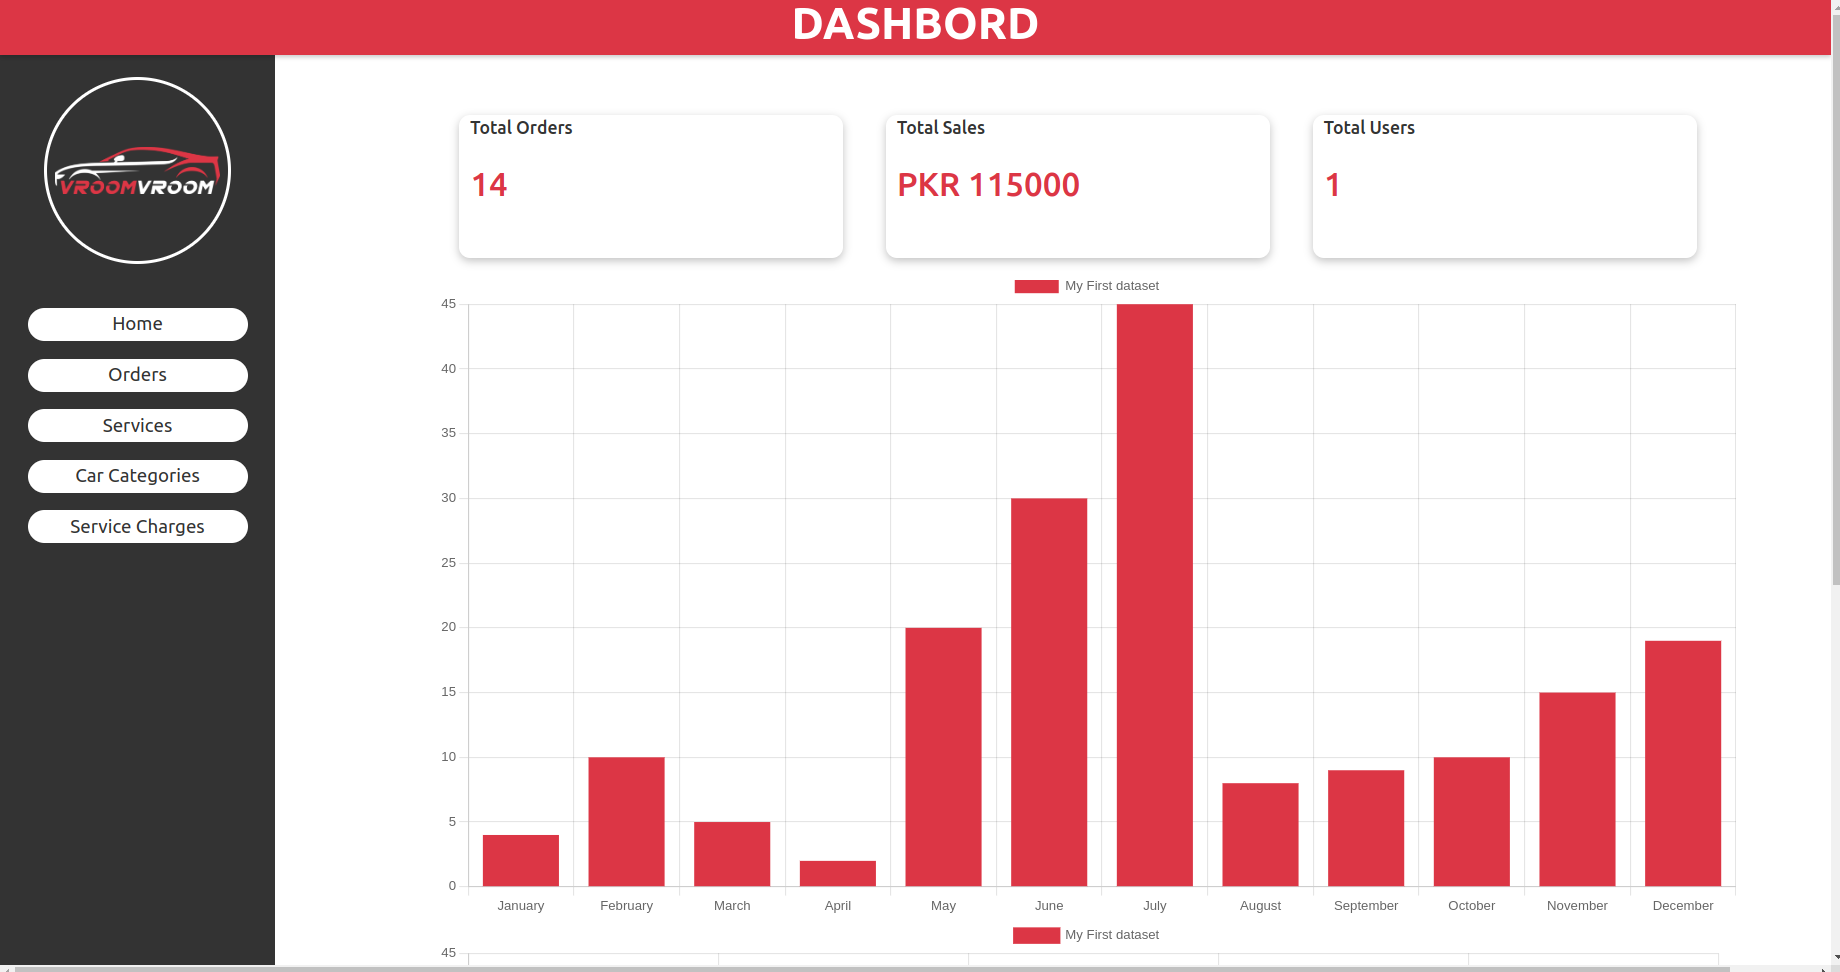 DASHBORD
VROOMVROOM
Home
Orders
Services
Car Categories
Service Charges
Total Orders
14
Total Sales
PKR 115000
Total Users
1
My First dataset
45
40
35
30
25
20
15
10
5
0
January February March April May June July August September October November December
My First dataset
45